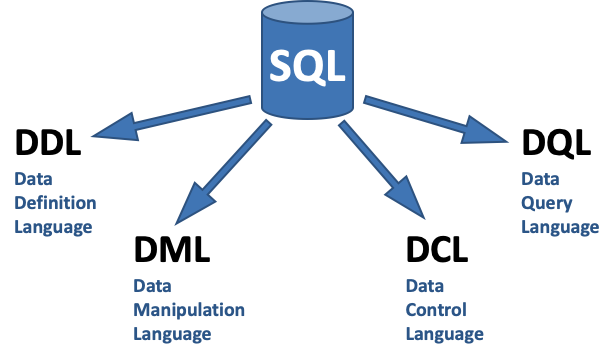 SQL
DDL
Data
Definition
Language
DML
Data
Manipulation
Language
DCL
Data
Control
Language
DQL
Data
Query
Language